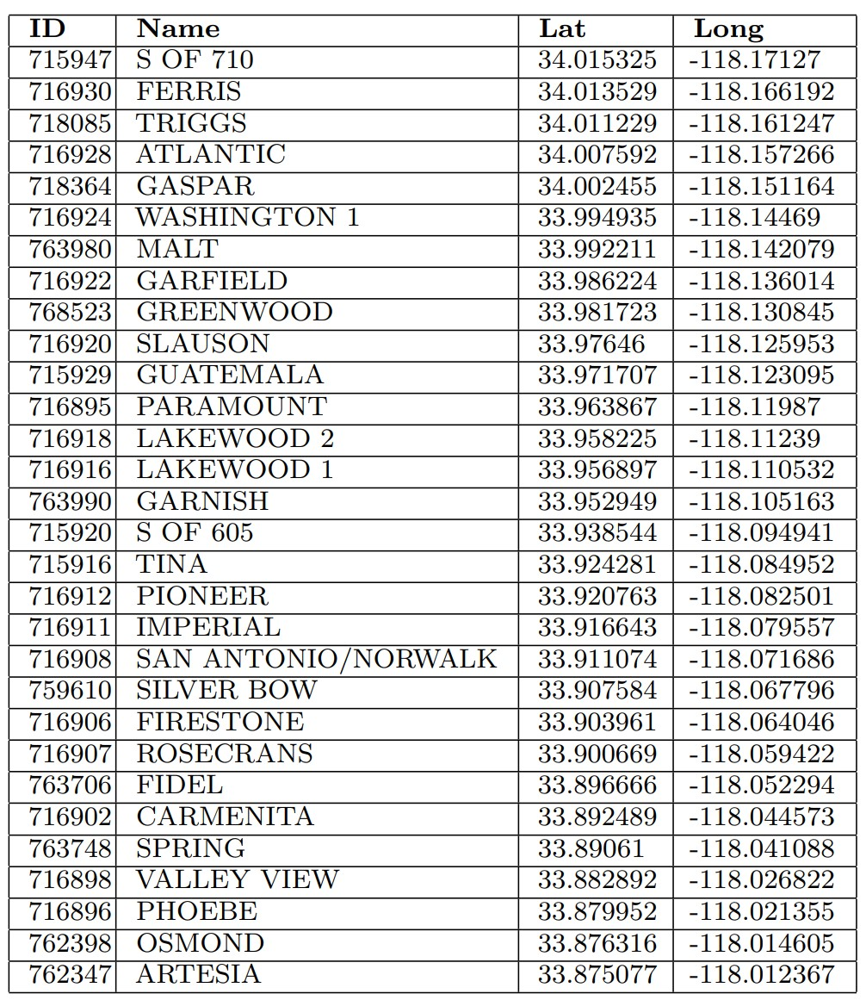 ID Name Lat Long
715947 S OF 710 34.015325 -118.17127
716930 FERRIS 34.013529 -118.166192
718085 TRIGGS 34.011229 -118.161247
716928 ATLANTIC 34.007592 -118.157266
718364 GASPAR 34.002455 -118.151164
716924 WASHINGTON 1 33.994935 -118.14469
763980 MALT 33.992211 -118.142079
716922 GARFIELD 33.986224 -118.136014
768523 GREENWOOD 33.981723 -118.130845
716920 SLAUSON 33.97646 -118.125953
715929 GUATEMALA 33.971707 -118.123095
716895 PARAMOUNT 33.963867 -118.11987
716918 LAKEWOOD 2 33.958225 -118.11239
716916 LAKEWOOD 1 33.956897 -118.110532
763990 GARNISH 33.952949 -118.105163
715920 S OF 605 33.938544 -118.094941
715916 TINA 33.924281 -118.084952
716912 PIONEER 33.920763 -118.082501
716911 IMPERIAL 33.916643 -118.079557
716908 SAN ANTONIO/NORWALK 33.911074 -118.071686
759610 SILVER BOW 33.907584 -118.067796
716906 FIRESTONE 33.903961 -118.064046
716907 ROSECRANS 33.900669 -118.059422
763706 FIDEL 33.896666 -118.052294
716902 CARMENITA 33.892489 -118.044573
763748 SPRING 33.89061 -118.041088
716898 VALLEY VIEW 33.882892 -118.026822
716896 PHOEBE 33.879952 -118.021355
762398 OSMOND 33.876316 -118.014605
762347 ARTESIA 33.875077 -118.012367